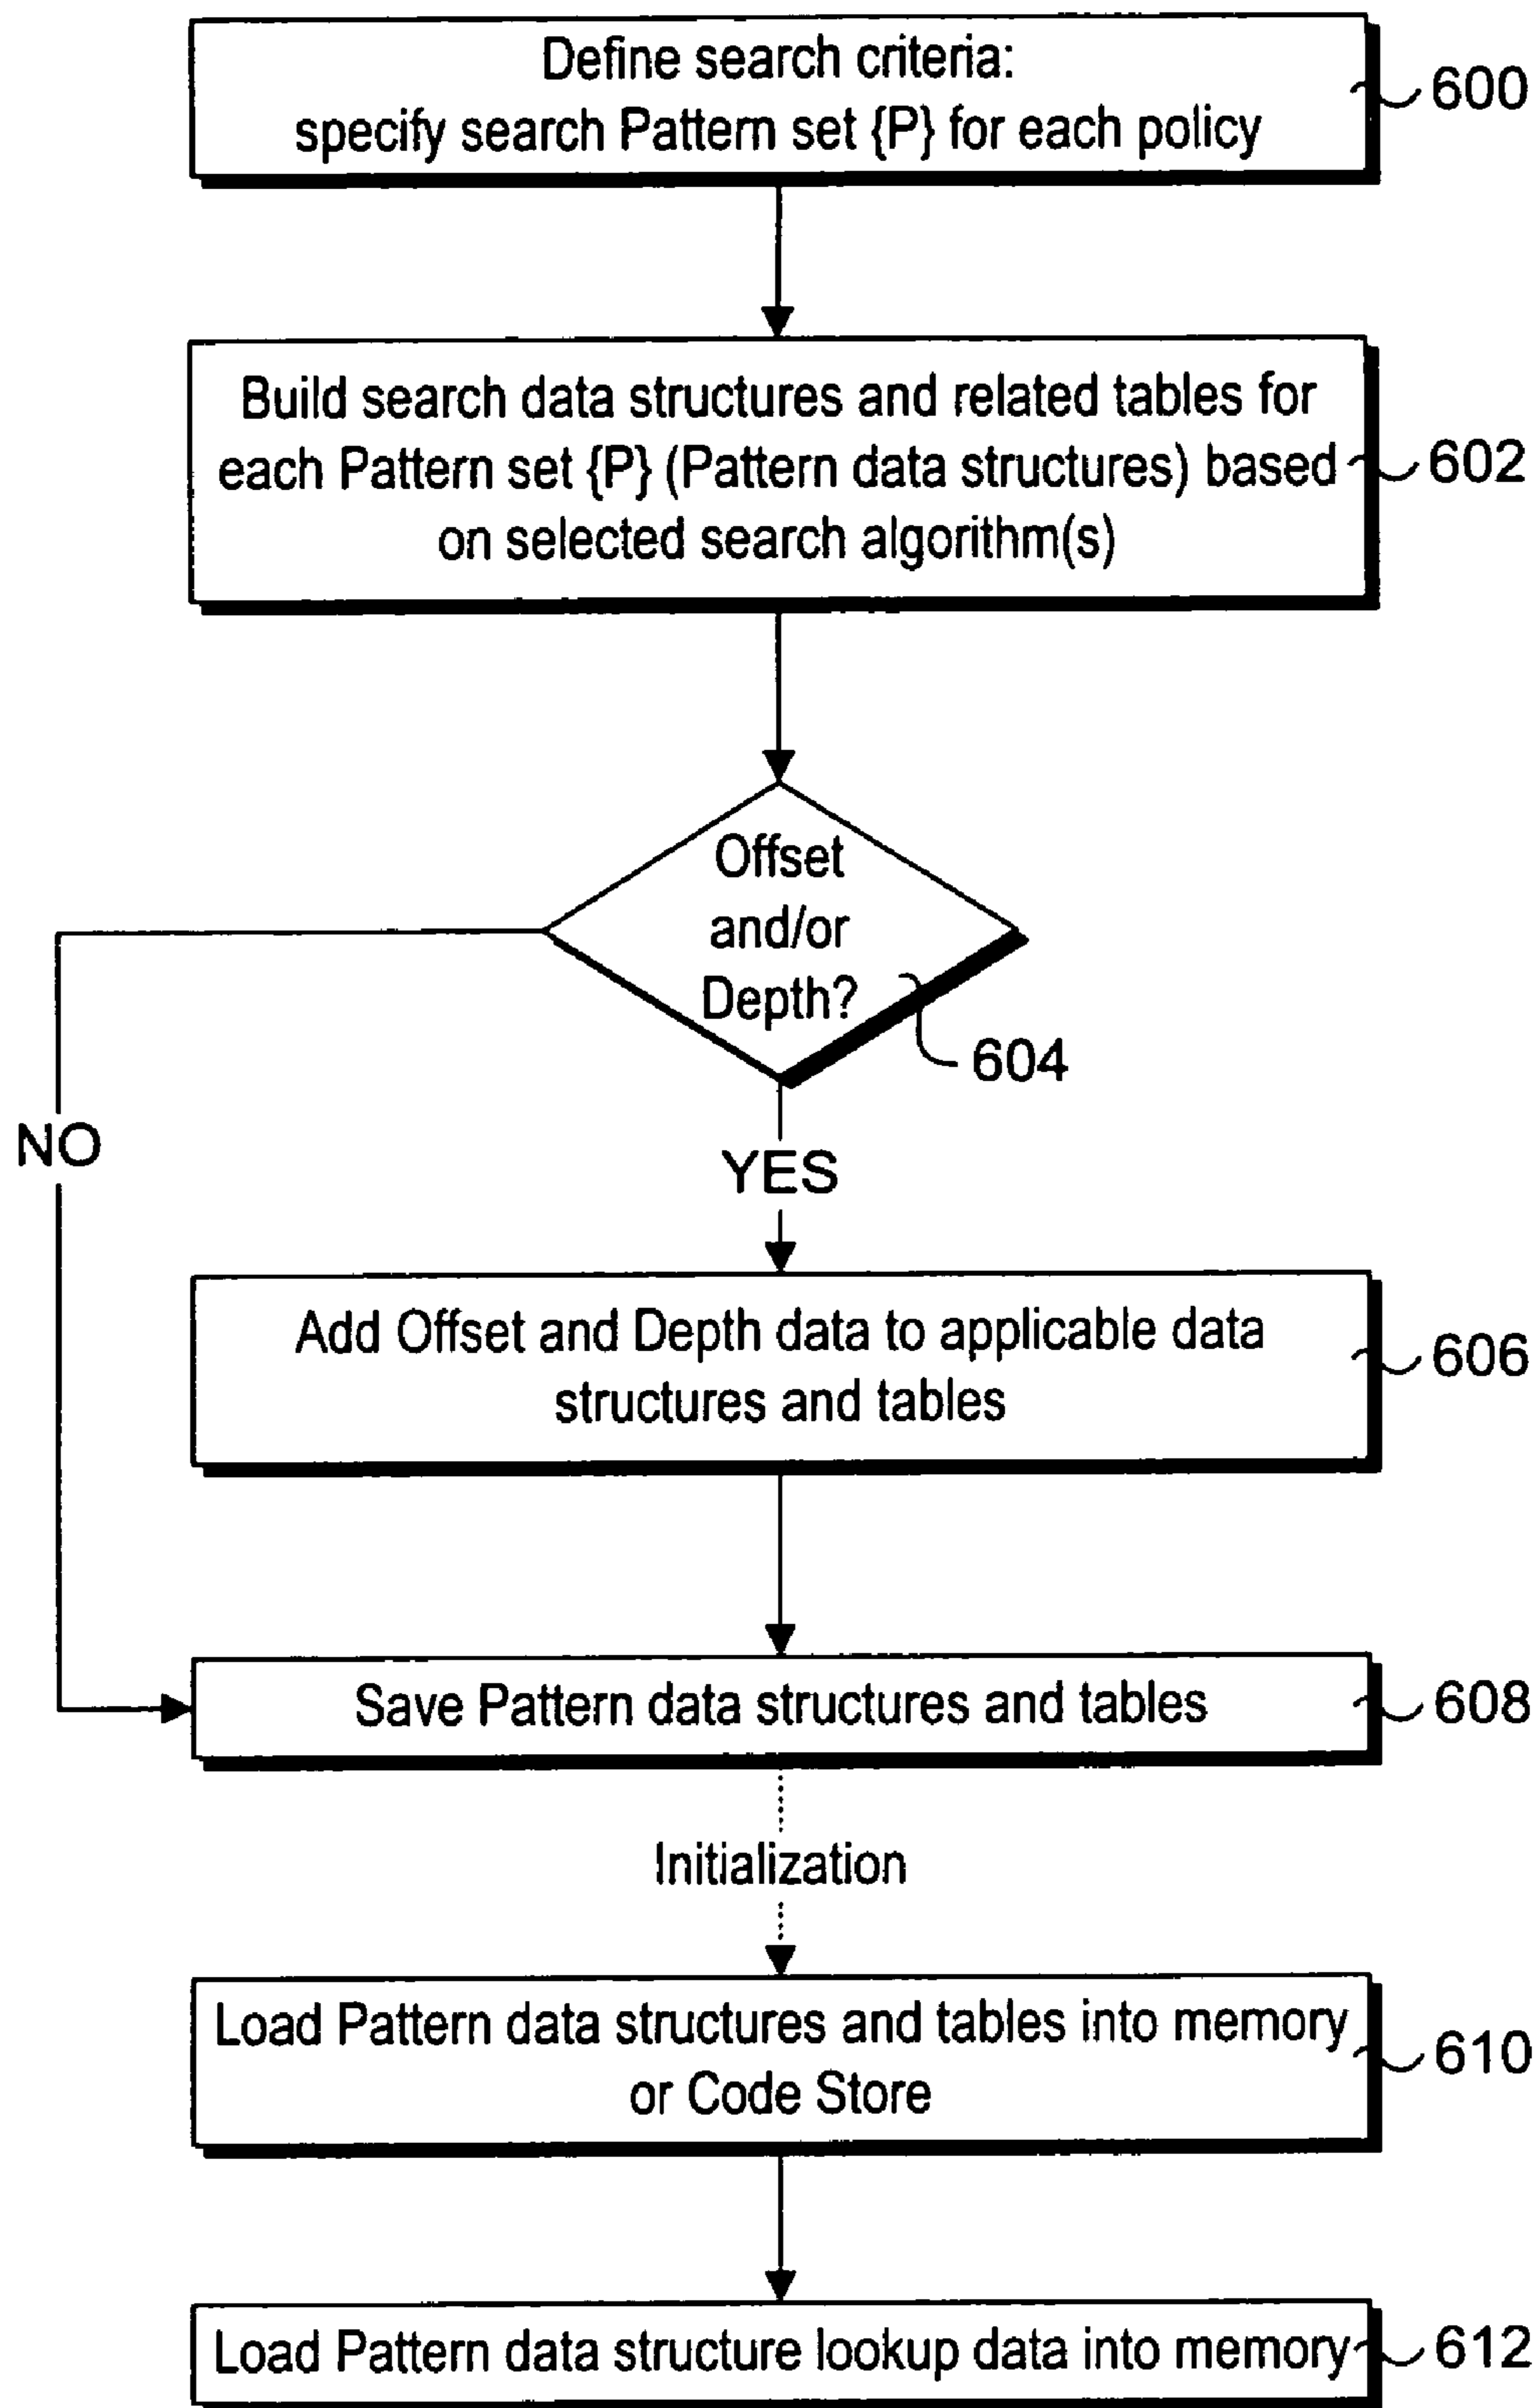 Define search criteria:
specify search Pattern set {P} for each policy
600
Build search data structures and related tables for
each Pattern set {P} (Pattern data structures) based
on selected search algorithm(s)
602
Offset
and/or
Depth?
604
NO
YES
Add Offset and Depth data to applicable data
structures and tables
606
Save Pattern data structures and tables
608
Initialization
Load Pattern data structures and tables into memory
or Code Store
610
Load Pattern data structure lookup data into memory
612